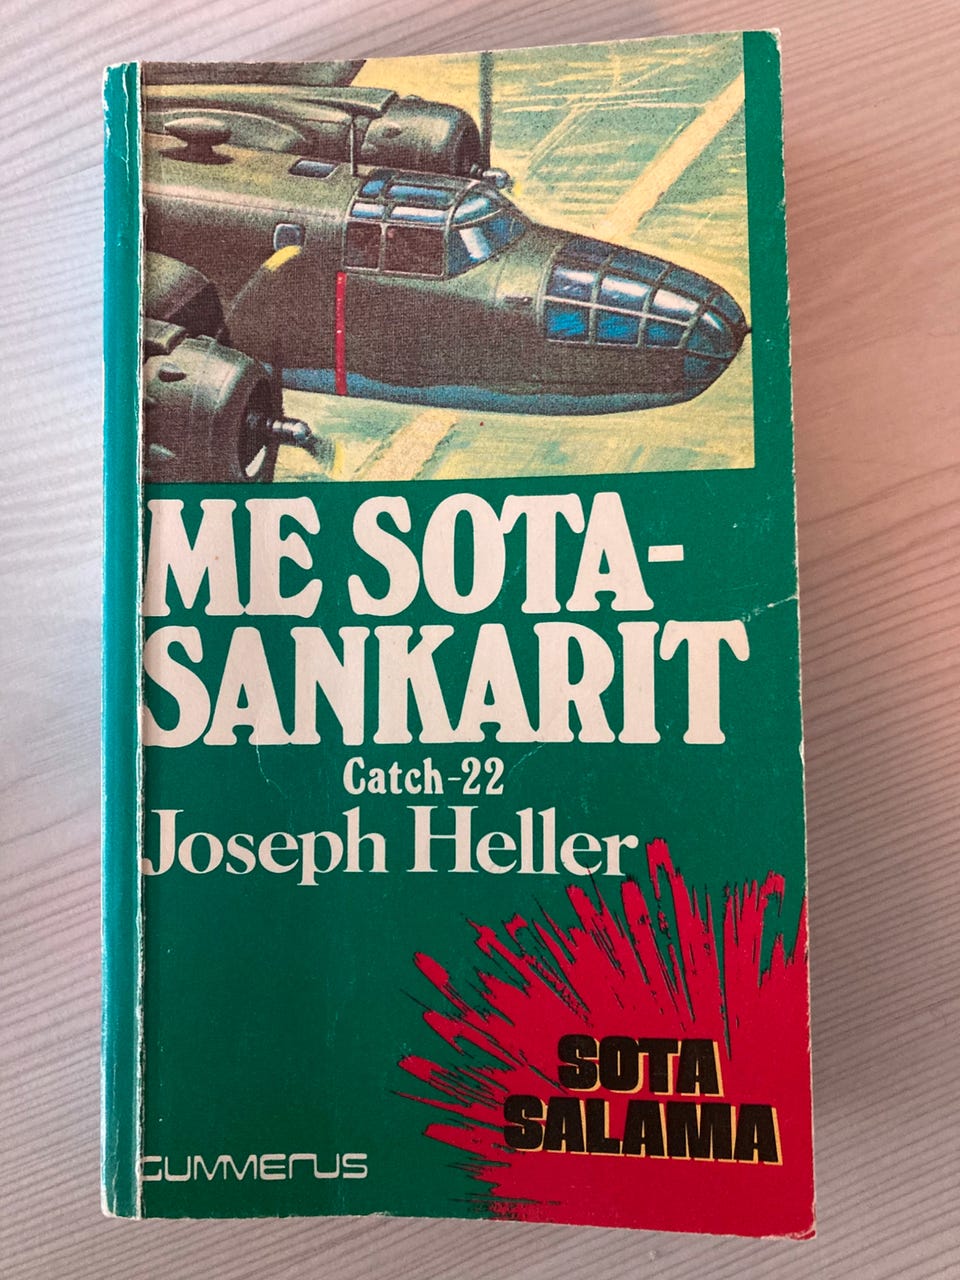 ME SOTA-
SANKARIT
Catch-22
Joseph Heller
SOTA
SALAMA
GUMMERUS